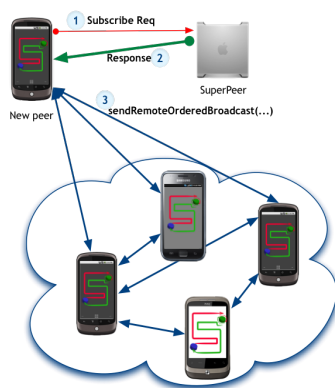 1 Subscribe Req
Response 2
SuperPeer
New peer
3
sendRemoteOrderedBroadcast(...)